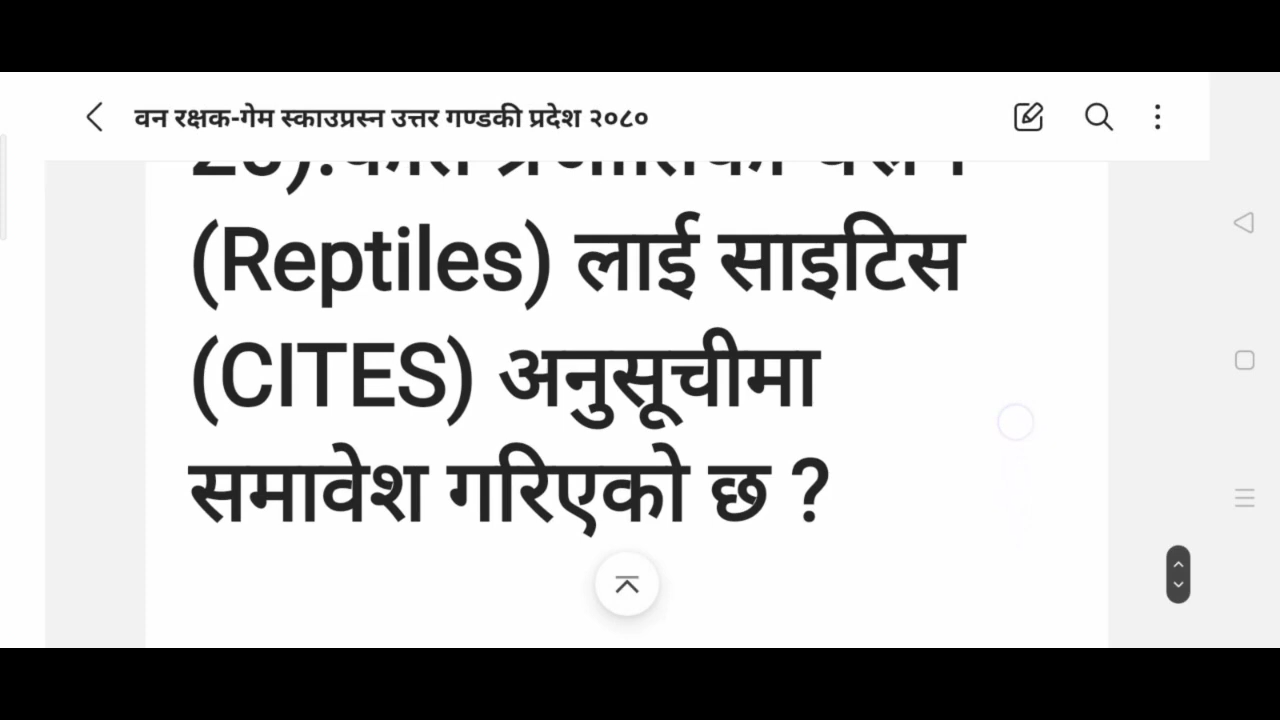 वन रक्षक-गेम स्काउप्रस्न उत्तर गण्डकी प्रदेश २०८०
(Reptiles) लाई साइटिस
(CITES) अनुसूचीमा
समावेश गरिएको छ ?